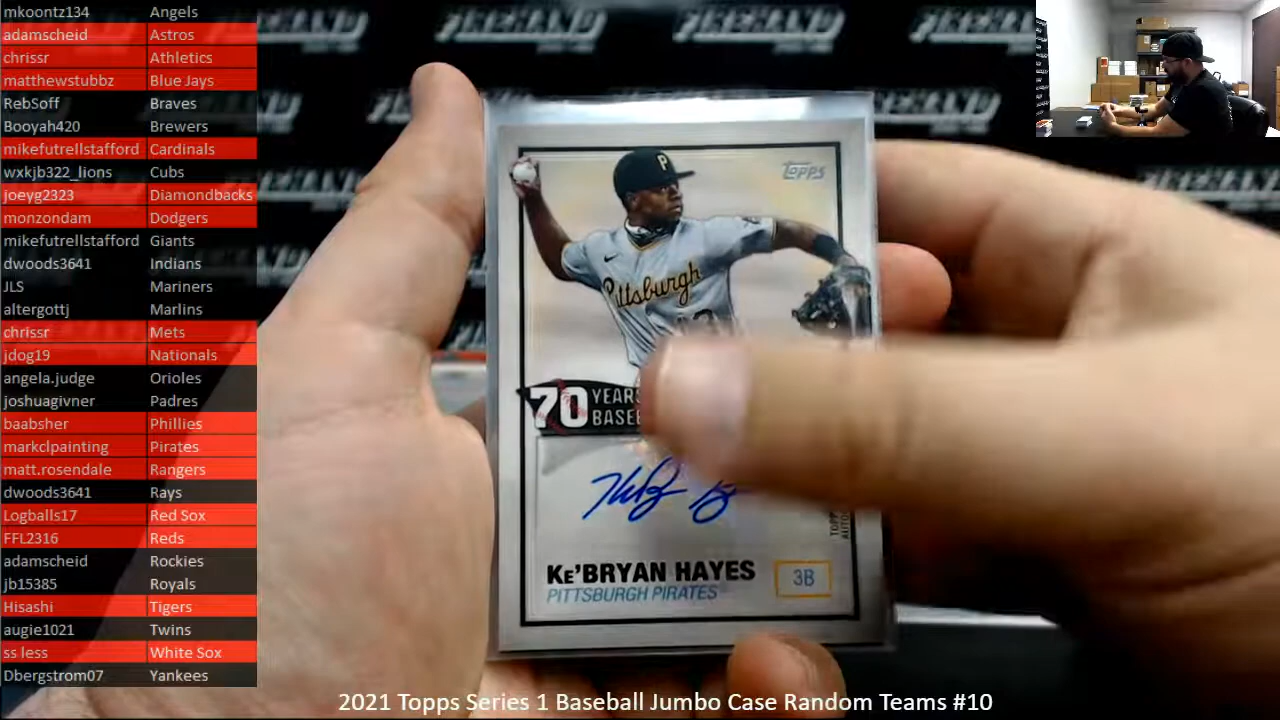 mkoontz134 Angels
adamscheid Astros
chrissr Athletics
matthewstubbz Blue Jays
RebSoff Braves
Booyah420 Brewers
mikefutrellstafford Cardinals
wxkjb322_lions Cubs
joeyg2323 Diamondbacks
monzondam Dodgers
mikefutrellstafford Giants
dwoods3641 Indians
JLS Mariners
altergottj Marlins
chrissr Mets
jdog19 Nationals
angela.judge Orioles
joshuagivner Padres
baabsher Phillies
markclpainting Pirates
matt.rosendale Rangers
dwoods3641 Rays
Logballs17 Red Sox
FFL2316 Reds
adamscheid Rockies
jb15385 Royals
Hisashi Tigers
augie1021 Twins
ss less White Sox
Dbergstrom07 Yankees
Topps
P
Pittsburgh
70 YEARS
KE'BRYAN HAYES
3B
PITTSBURGH PIRATES
2021 Topps Series 1 Baseball Jumbo Case Random Teams #10